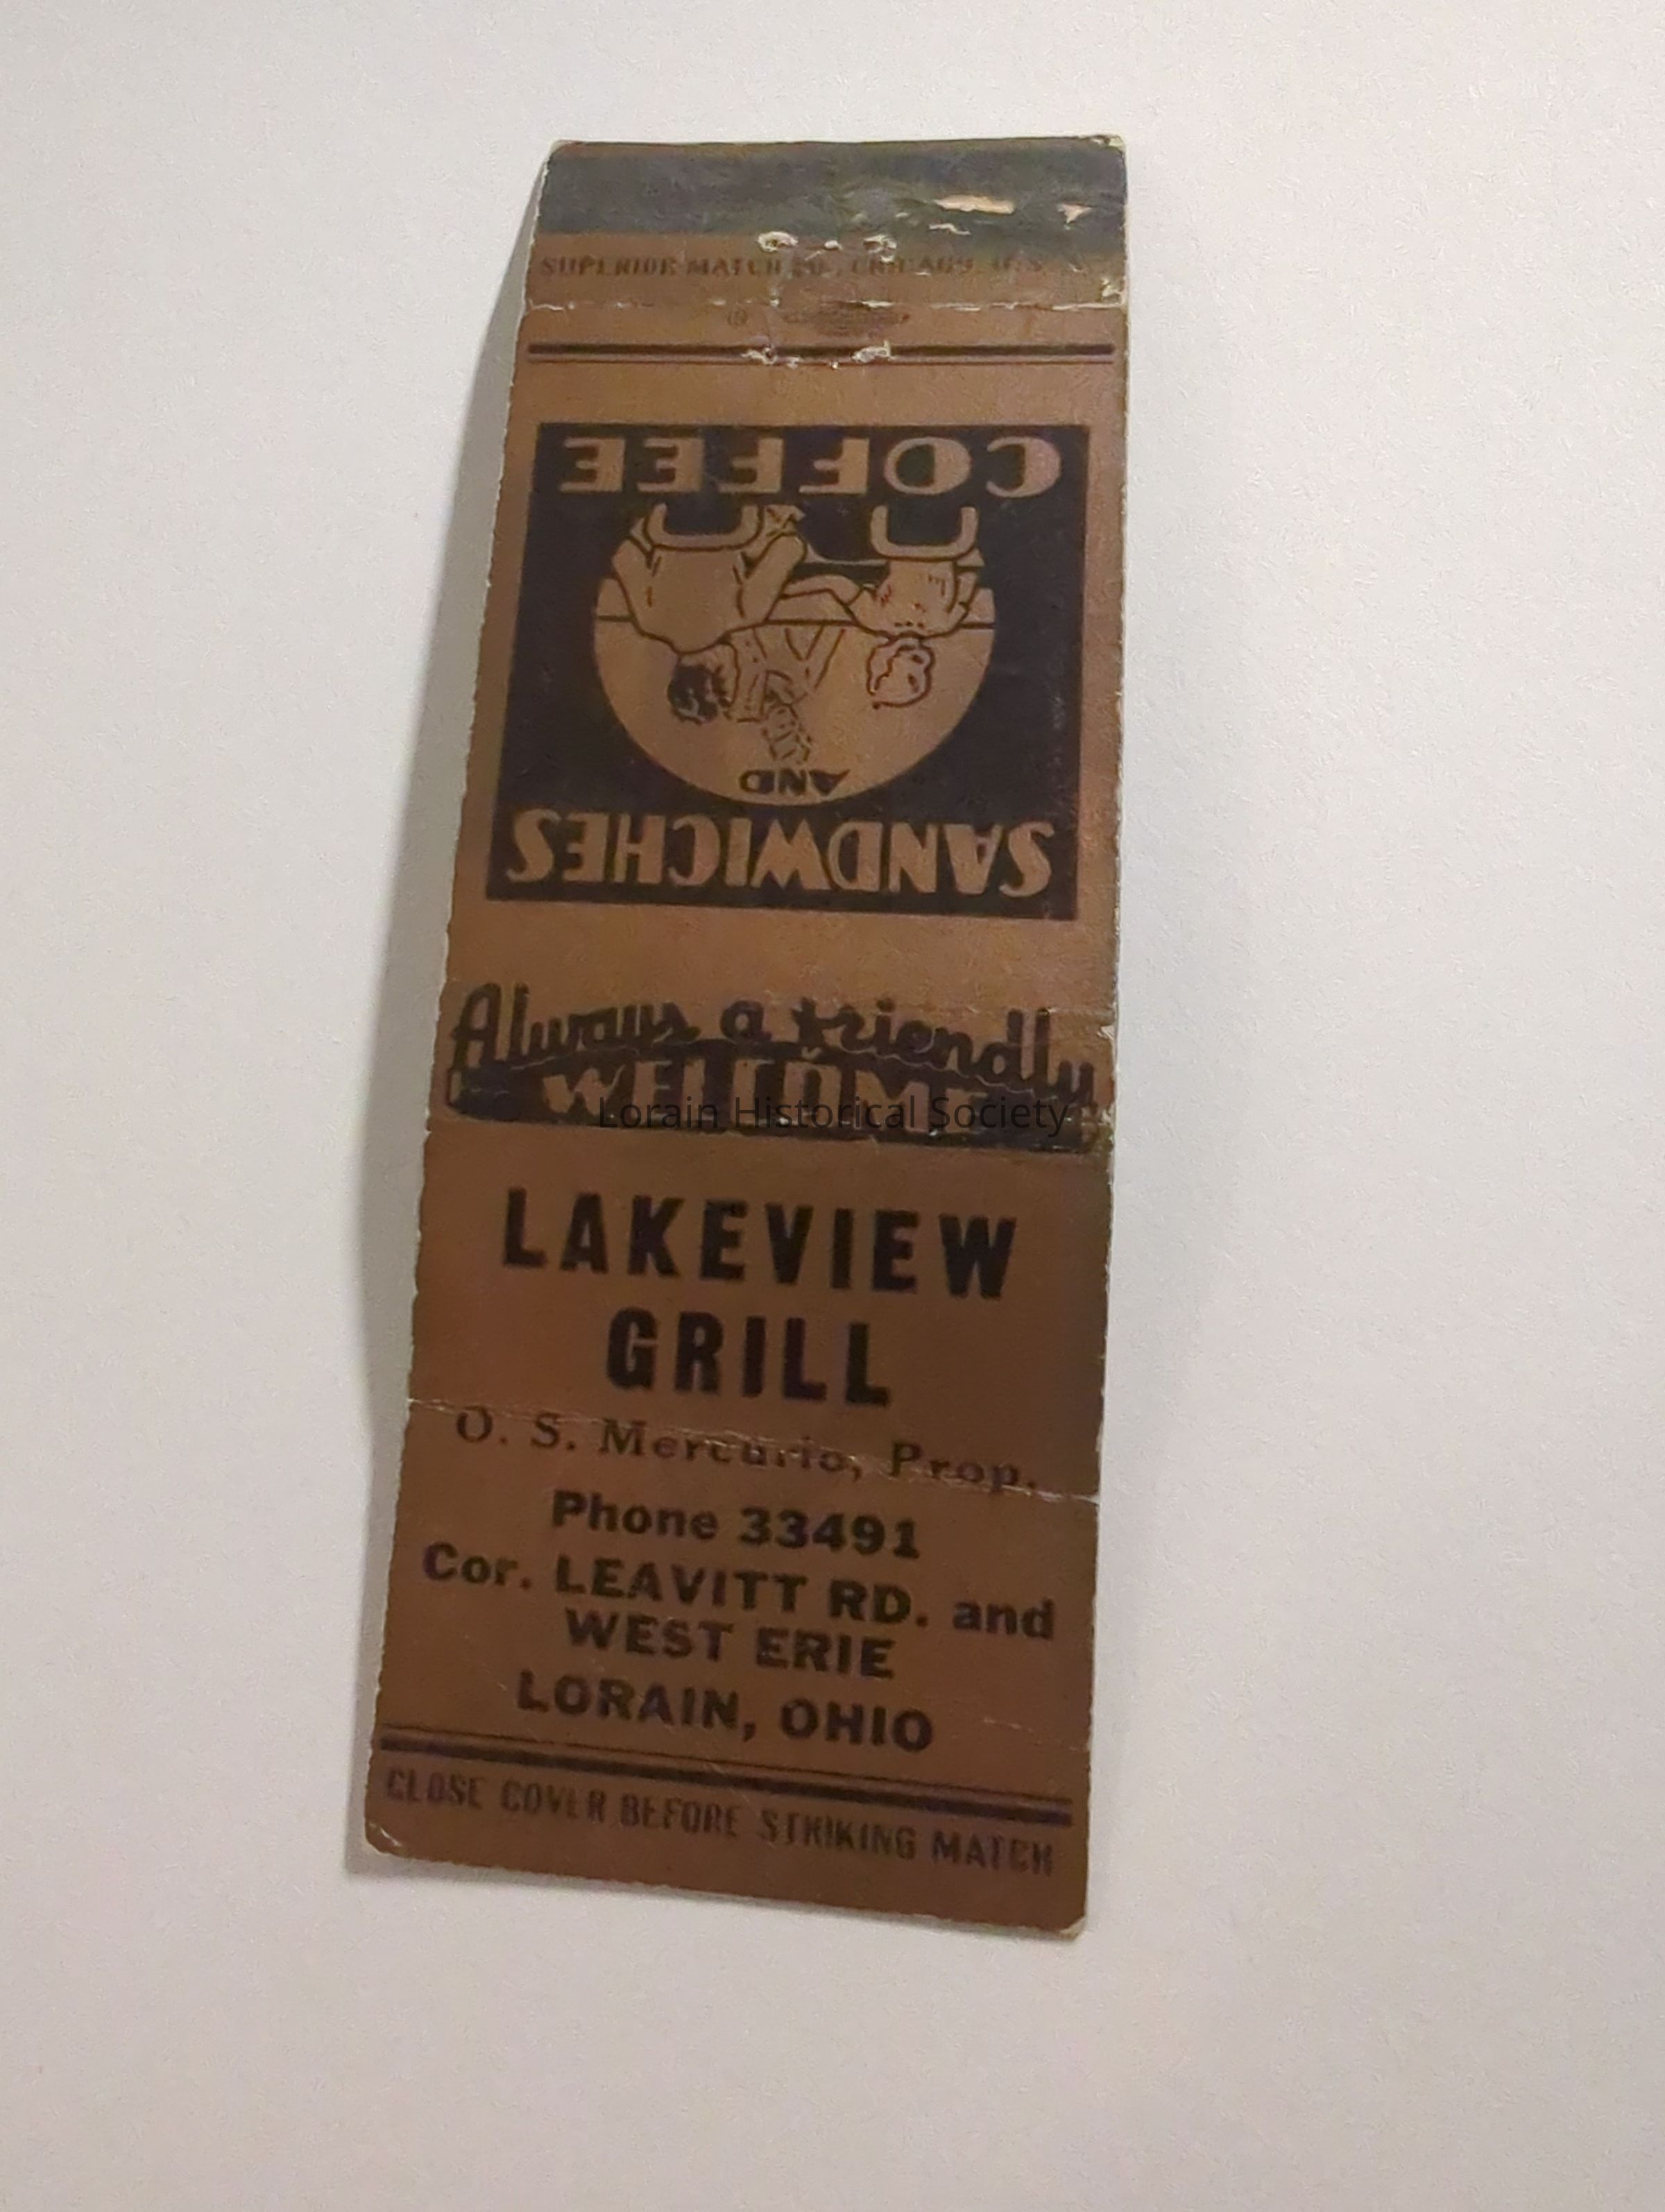 SUPERIOR MATCH CO., CHICAGO, U.S.
COFFEE
AND
SANDWICHES
Always a friendly
WELCOME
Lorain Historical Society
LAKEVIEW
GRILL
O. S. Mercurio, Prop.
Phone 33491
Cor. LEAVITT RD. and
WEST ERIE
LORAIN, OHIO
CLOSE COVER BEFORE STRIKING MATCH